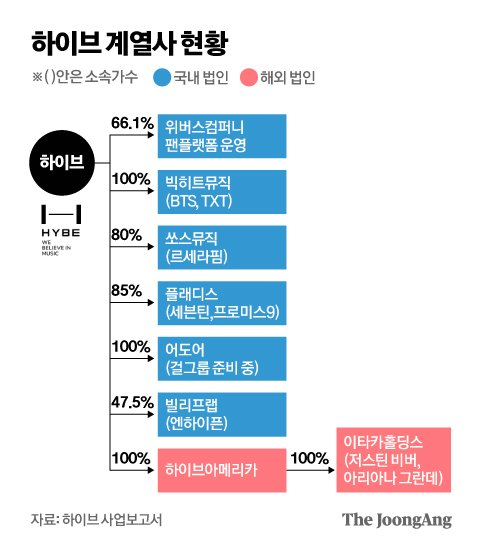 하이브 계열사 현황
※( )안은 소속가수 국내 법인 해외 법인
하이브
HYBE
WE
BELIEVE IN
MUSIC
66.1%
위버스컴퍼니
팬플랫폼 운영
100%
빅히트뮤직
(BTS, TXT)
80%
쏘스뮤직
(르세라핌)
85%
플래디스
(세븐틴,프로미스9)
100%
어도어
(걸그룹 준비 중)
47.5%
빌리프랩
(엔하이픈)
100%
하이브아메리카
100%
이타카홀딩스
(저스틴 비버,
아리아나 그란데)
자료: 하이브 사업보고서
The JoongAng